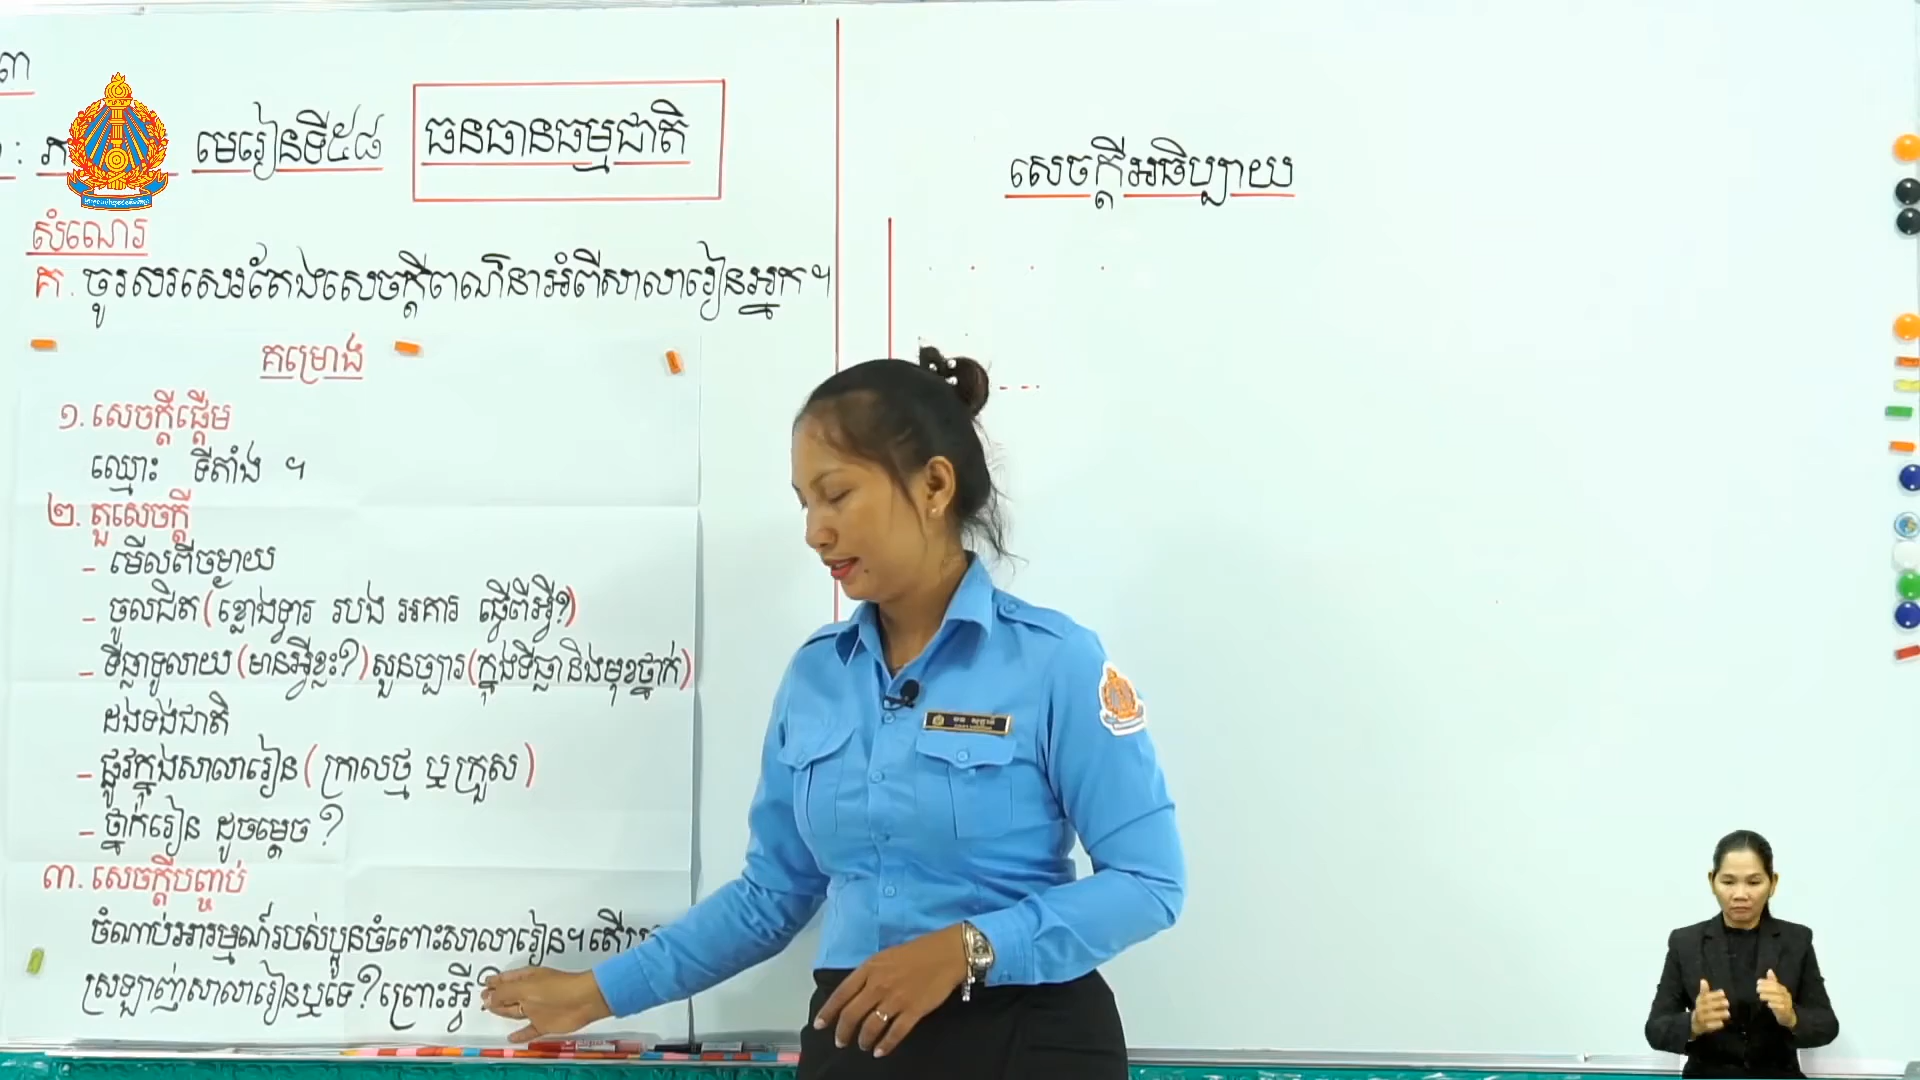 មេរៀនទី៥៨ ធនធានធម្មជាតិ
សំណេរ
គ. ចូរសរសេរតែងសេចក្តីពណ៌នាអំពីសាលារៀនអ្នក។
គម្រោង
១. សេចក្តីផ្តើម
ឈ្មោះ ទីតាំង ។
២. តួសេចក្តី
- មើលពីចម្ងាយ
- ចូលជិត (ខ្លោងទ្វារ របង អគារ ធ្វើពីអ្វី?)
- ទីធ្លាទូលាយ (មានអ្វីខ្លះ?) សួនច្បារ (ក្នុងទីធ្លានិងមុខថ្នាក់)
ដងទង់ជាតិ
- ផ្លូវក្នុងសាលារៀន (ក្រាលថ្ម ឬក្រួស)
- ថ្នាក់រៀន ដូចម្តេច?
៣. សេចក្តីបញ្ចប់
ចំណាប់អារម្មណ៍របស់ប្អូនចំពោះសាលារៀន។ តើ
ស្រឡាញ់សាលារៀនឬទេ? ព្រោះអ្វី?
សេចក្តីអធិប្បាយ